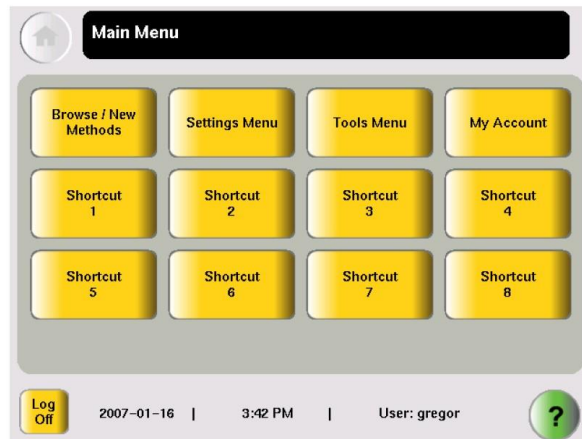 Main Menu
Browse / New
Methods
Settings Menu
Tools Menu
My Account
Shortcut
1
Shortcut
2
Shortcut
3
Shortcut
4
Shortcut
5
Shortcut
6
Shortcut
7
Shortcut
8
Log
Off
2007-01-16 | 3:42 PM | User: gregor
?